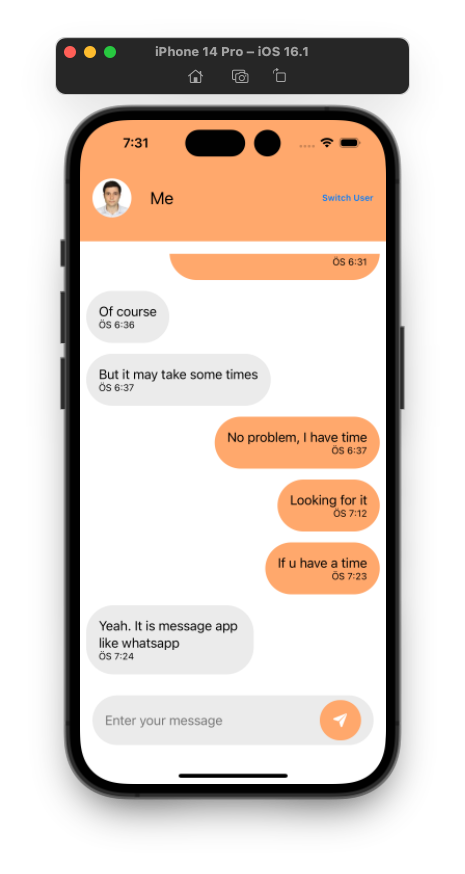 iPhone 14 Pro – iOS 16.1
7:31
Me
Switch User
ÖS 6:31
Of course
ÖS 6:36
But it may take some times
ÖS 6:37
No problem, I have time
ÖS 6:37
Looking for it
ÖS 7:12
If u have a time
ÖS 7:23
Yeah. It is message app
like whatsapp
ÖS 7:24
Enter your message